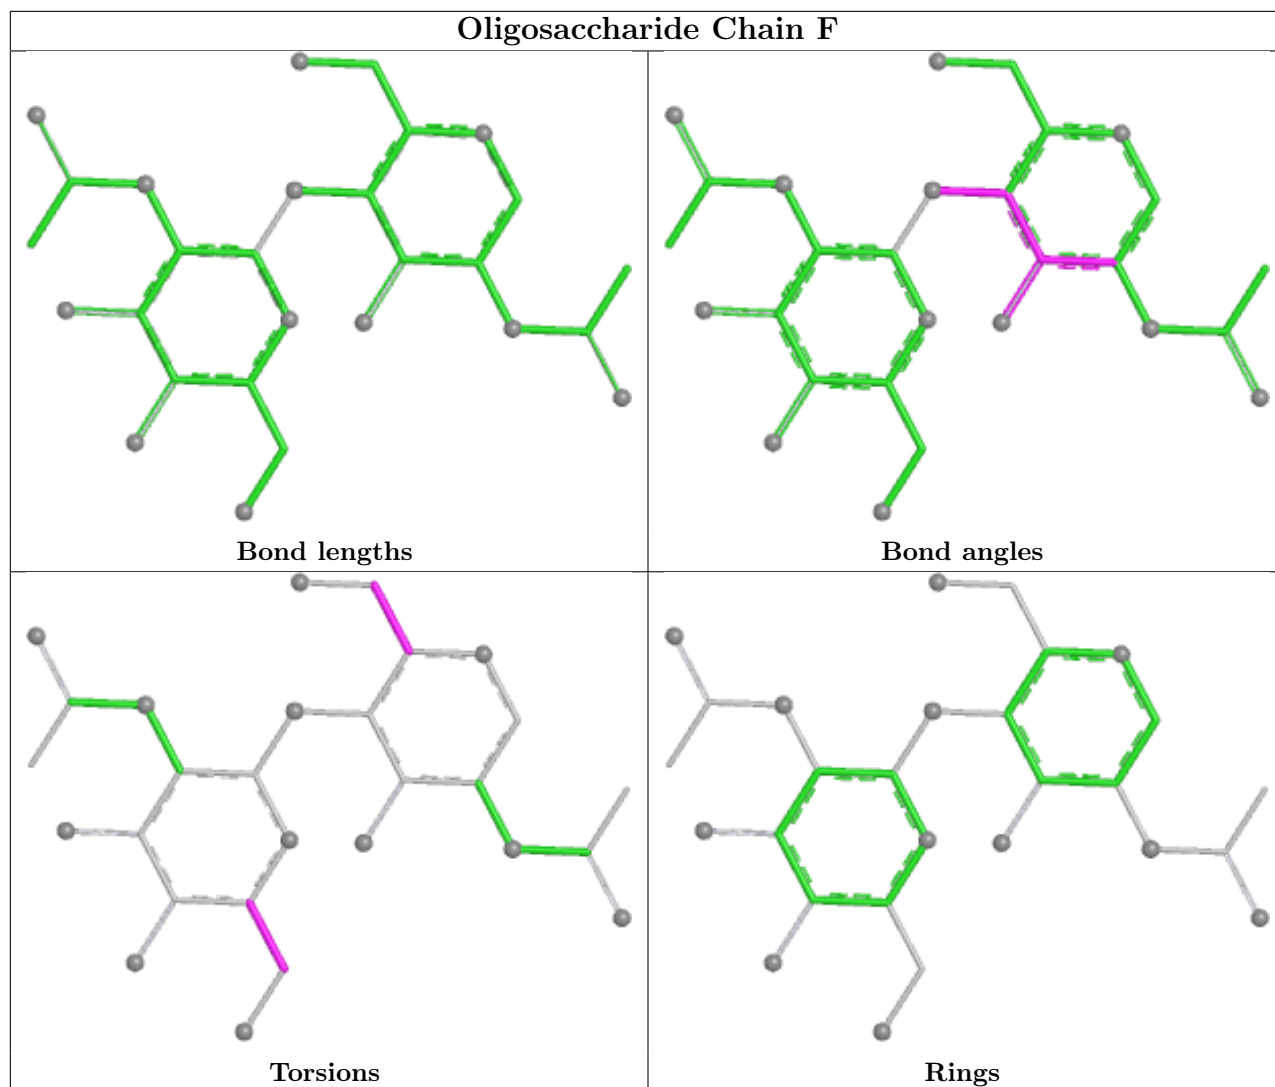 Oligosaccharide Chain F
Bond lengths
Bond angles
Torsions
Rings